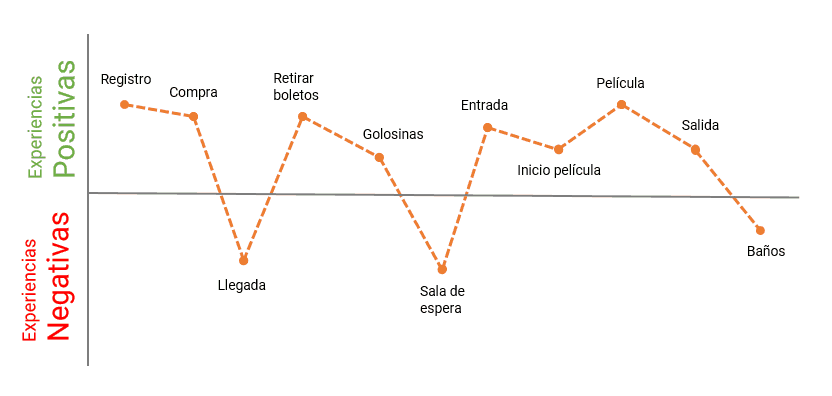 Experiencias
Positivas
Experiencias
Negativas
Registro
Compra
Llegada
Retirar
boletos
Golosinas
Sala de
espera
Entrada
Inicio película
Película
Salida
Baños